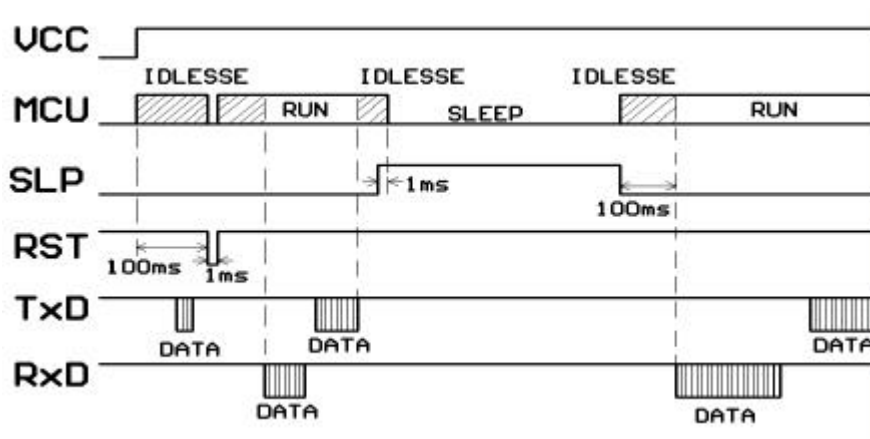 VCC
IDLESSE IDLESSE IDLESSE
MCU RUN SLEEP RUN
SLP 1ms
100ms
RST
100ms 1ms
TxD
DATA DATA DATA
RxD
DATA DATA